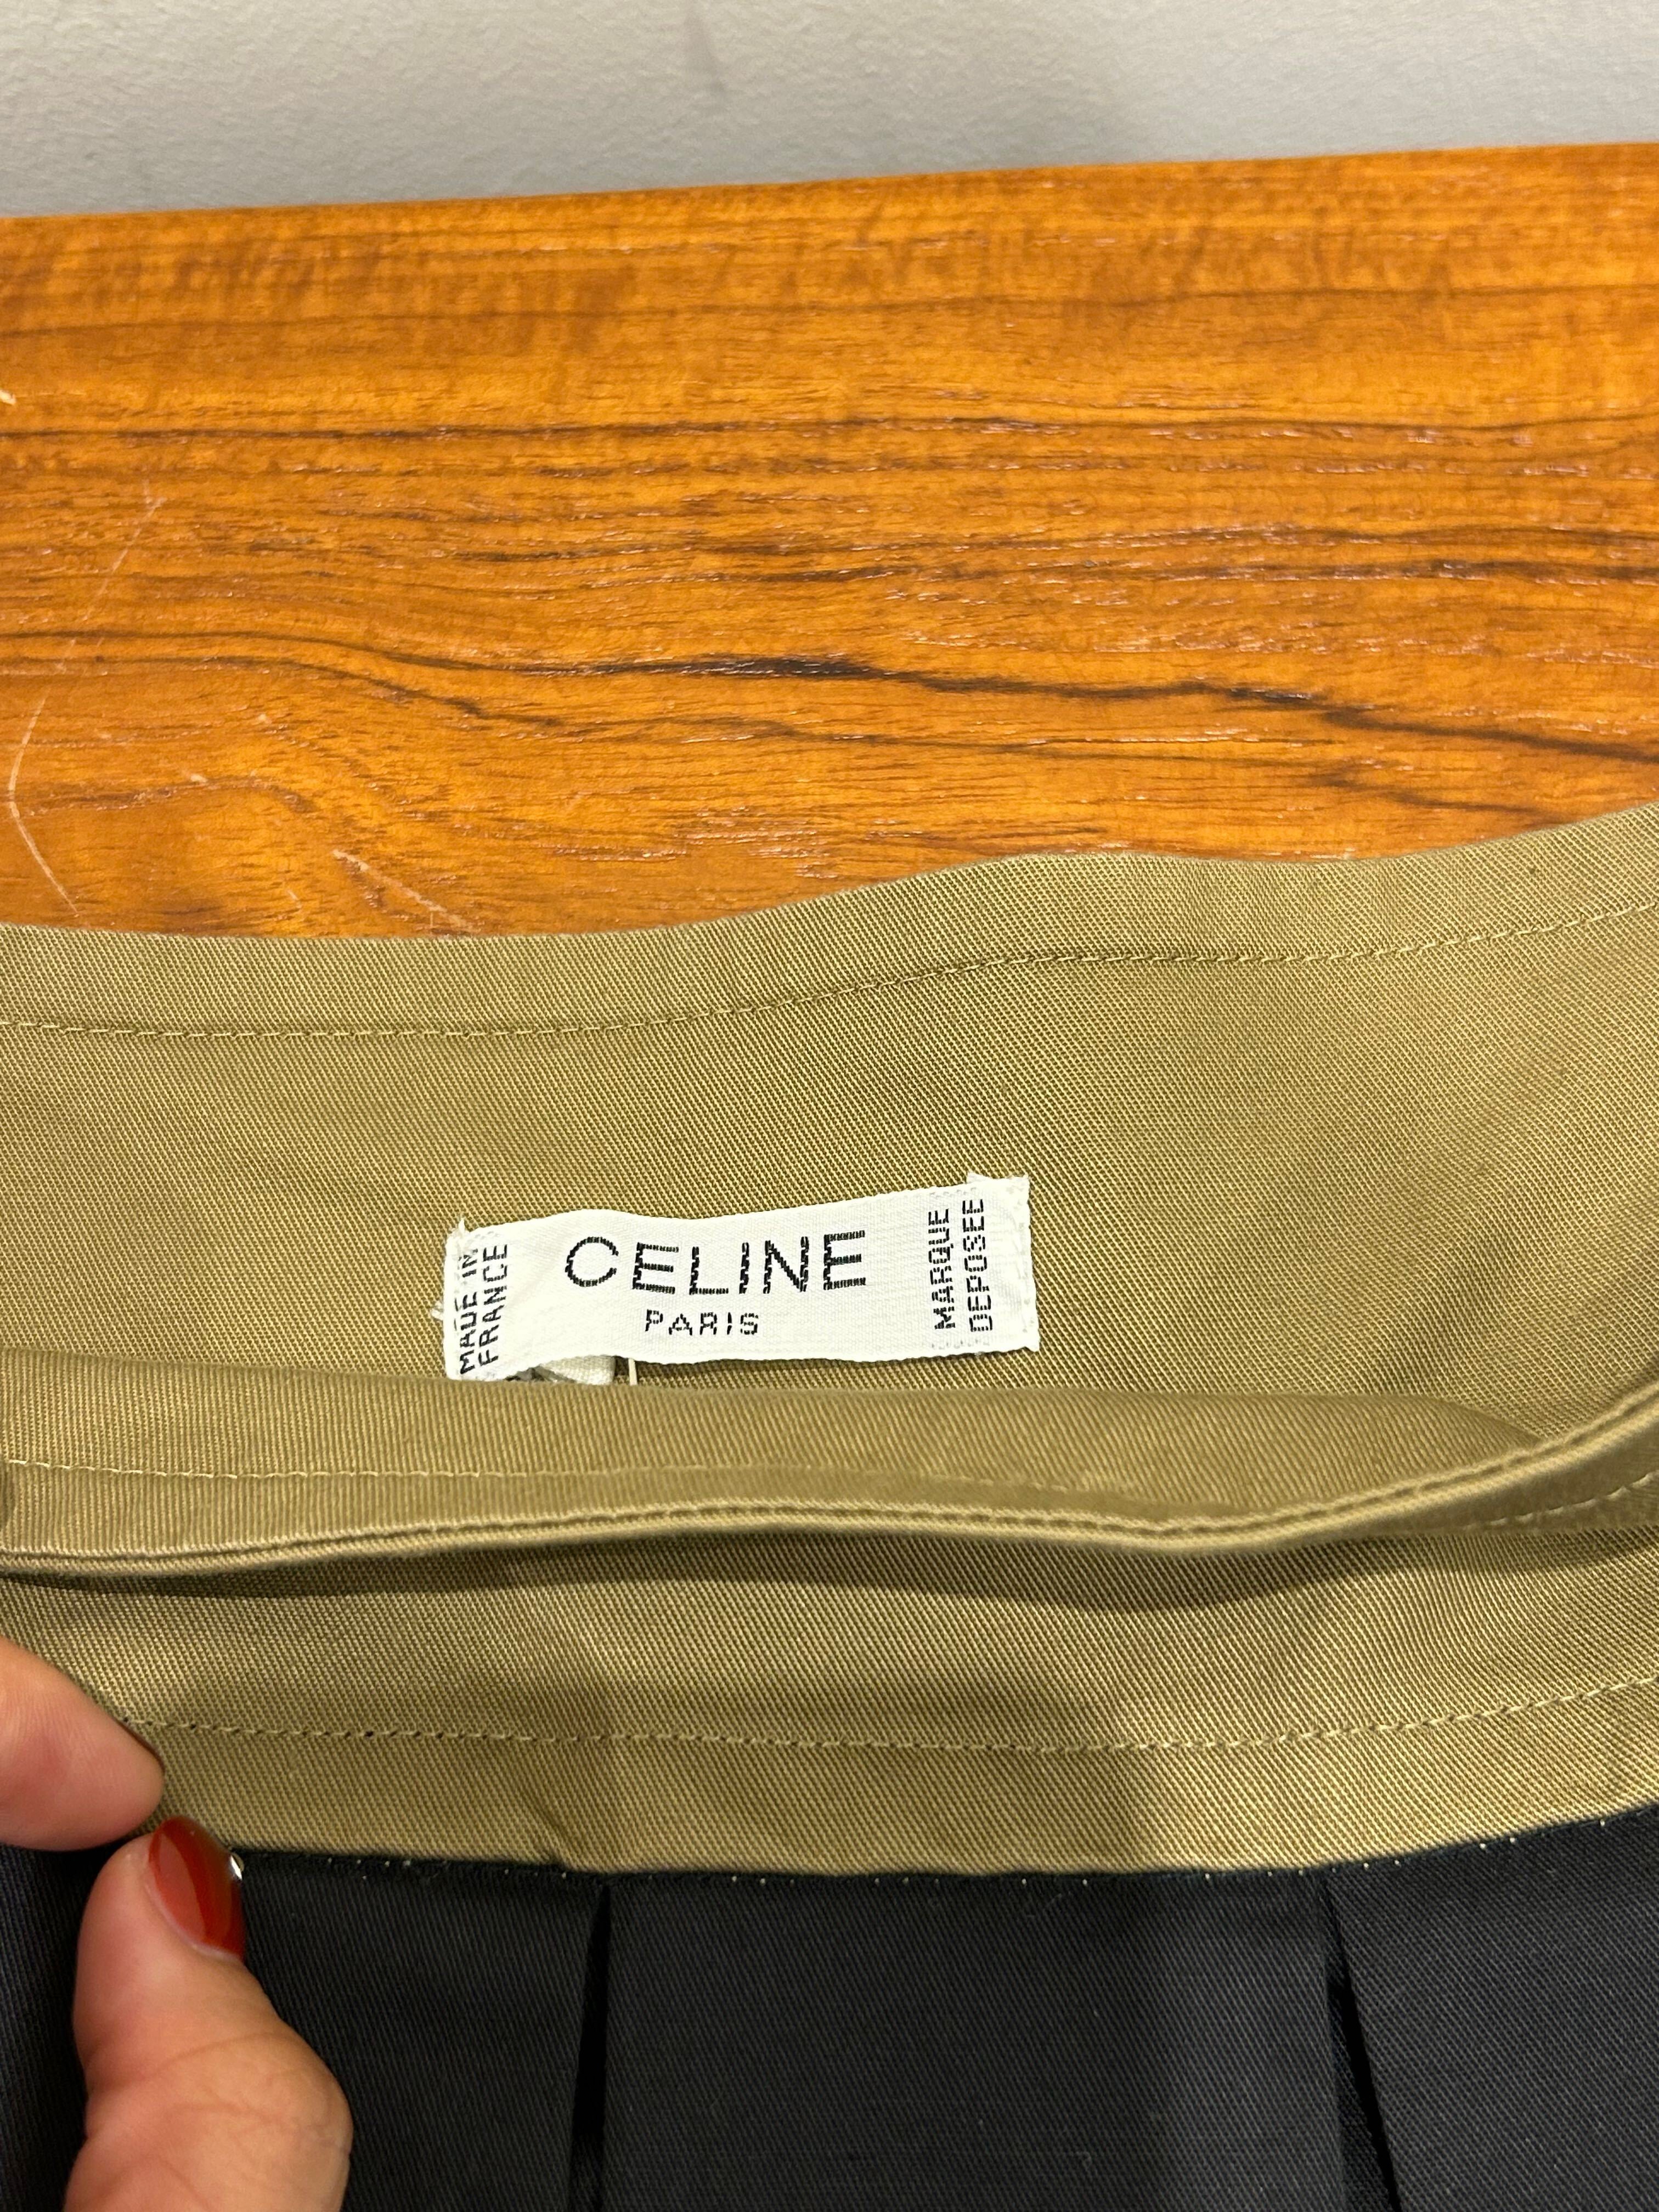 MADE IN
FRANCE
CELINE
PARIS
MARQUE
DEPOSEE